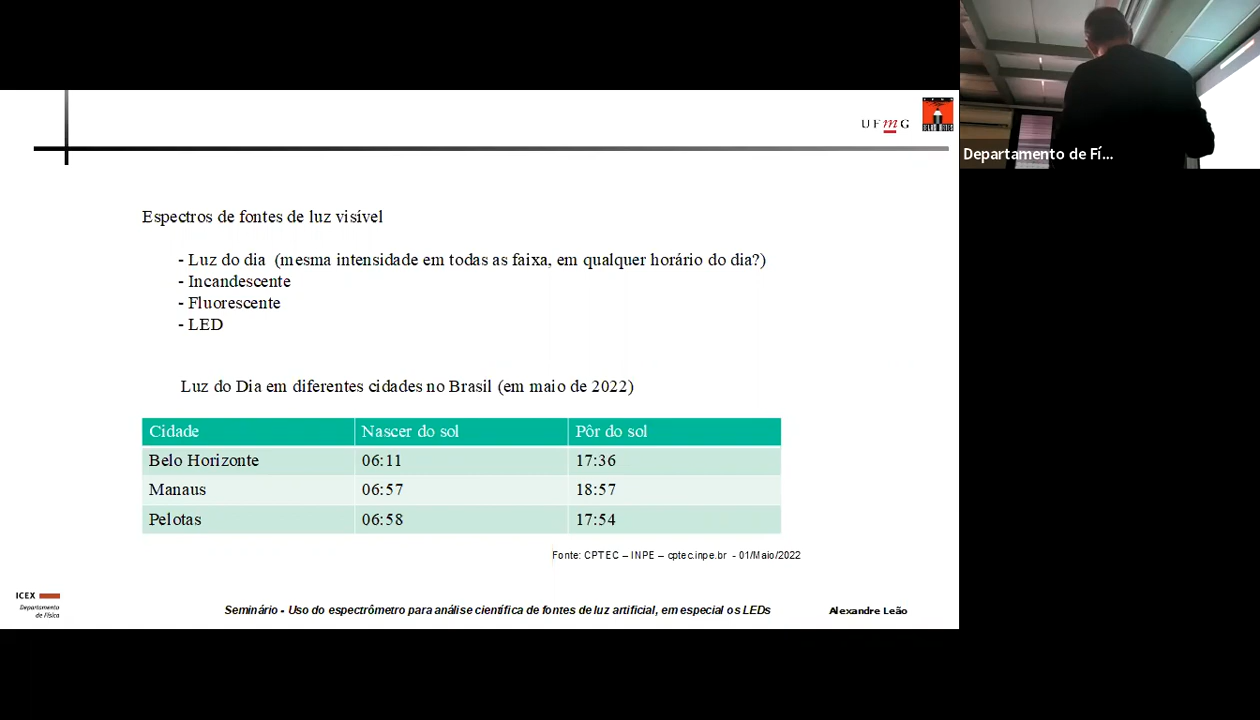 UFmG
Departamento de Fí...
Espectros de fontes de luz visível
- Luz do dia (mesma intensidade em todas as faixa, em qualquer horário do dia?)
- Incandescente
- Fluorescente
- LED
Luz do Dia em diferentes cidades no Brasil (em maio de 2022)
Cidade Nascer do sol Pôr do sol
Belo Horizonte 06:11 17:36
Manaus 06:57 18:57
Pelotas 06:58 17:54
Fonte: CPTEC – INPE – cptec.inpe.br - 01/Maio/2022
ICEX
Departamento
de Física
Seminário - Uso do espectrômetro para análise científica de fontes de luz artificial, em especial os LEDs
Alexandre Leão